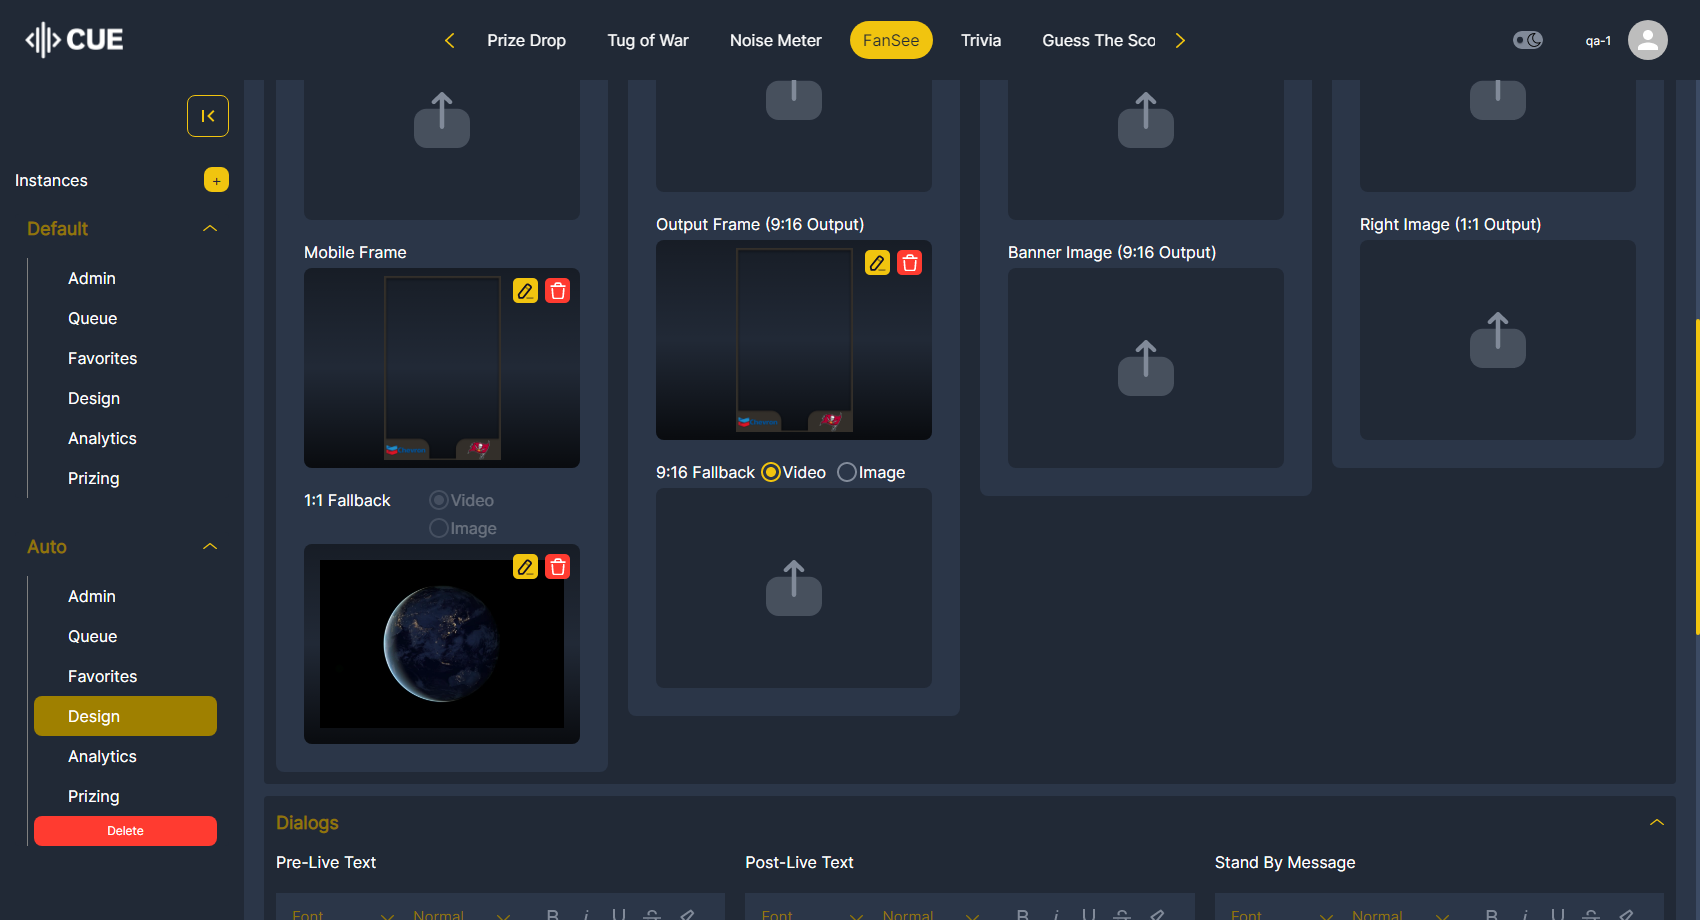 CUE
Prize Drop
Tug of War
Noise Meter
FanSee
Trivia
Guess The Sco
qa-1
Instances
+
Default
Admin
Queue
Favorites
Design
Analytics
Prizing
Auto
Admin
Queue
Favorites
Design
Analytics
Prizing
Delete
Mobile Frame
1:1 Fallback
Video
Image
Output Frame (9:16 Output)
9:16 Fallback Video Image
Banner Image (9:16 Output)
Right Image (1:1 Output)
Dialogs
Pre-Live Text
Font Normal B i U S
Post-Live Text
Font Normal B i U S
Stand By Message
Font Normal B i U S